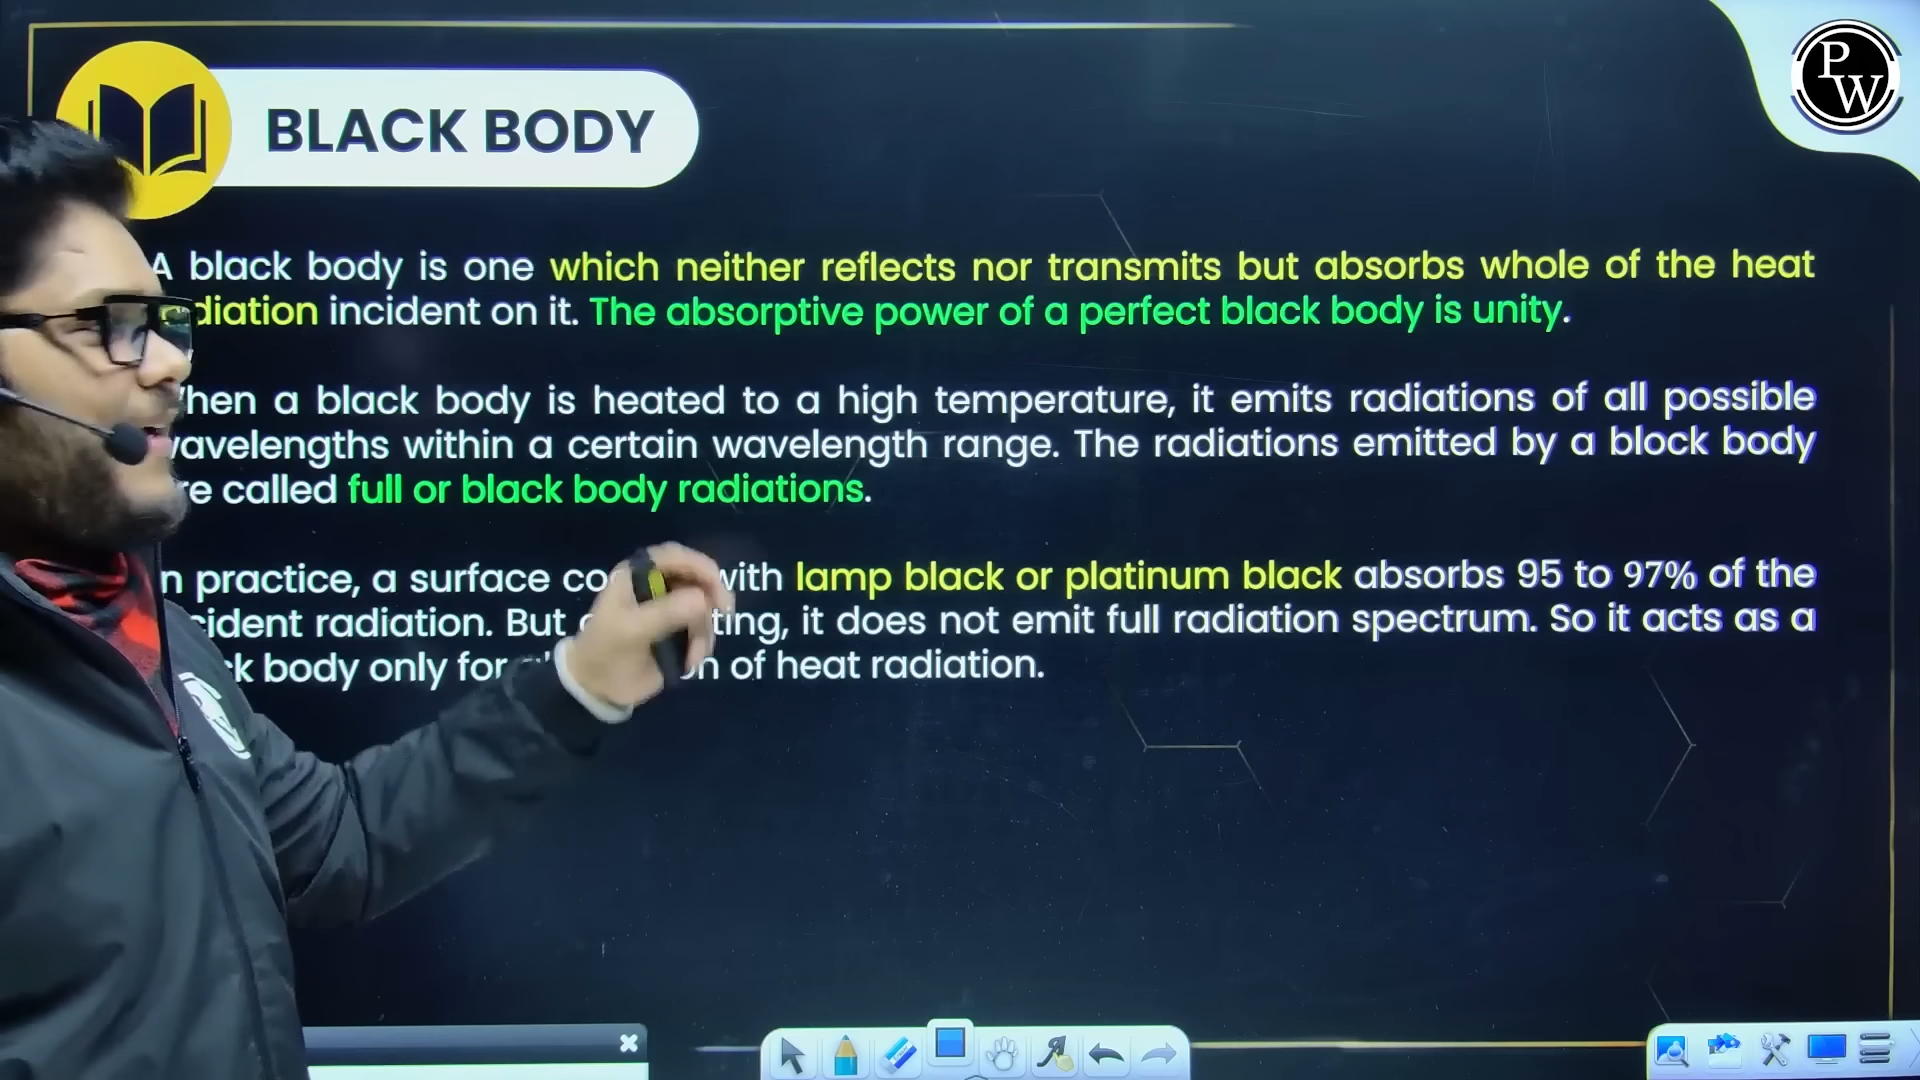 BLACK BODY
PW
A black body is one which neither reflects nor transmits but absorbs whole of the heat
diation incident on it. The absorptive power of a perfect black body is unity.
hen a black body is heated to a high temperature, it emits radiations of all possible
wavelengths within a certain wavelength range. The radiations emitted by a block body
re called full or black body radiations.
n practice, a surface co with lamp black or platinum black absorbs 95 to 97% of the
cident radiation. But ting, it does not emit full radiation spectrum. So it acts as a
ck body only for n of heat radiation.